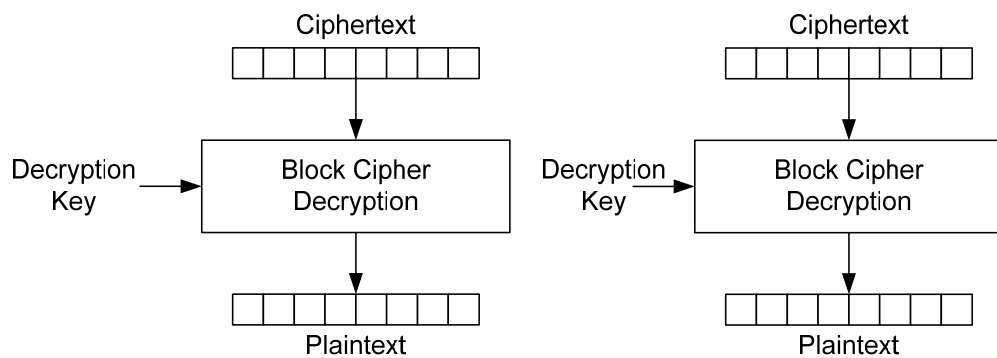 Ciphertext
Decryption
Key
Block Cipher
Decryption
Plaintext
Ciphertext
Decryption
Key
Block Cipher
Decryption
Plaintext